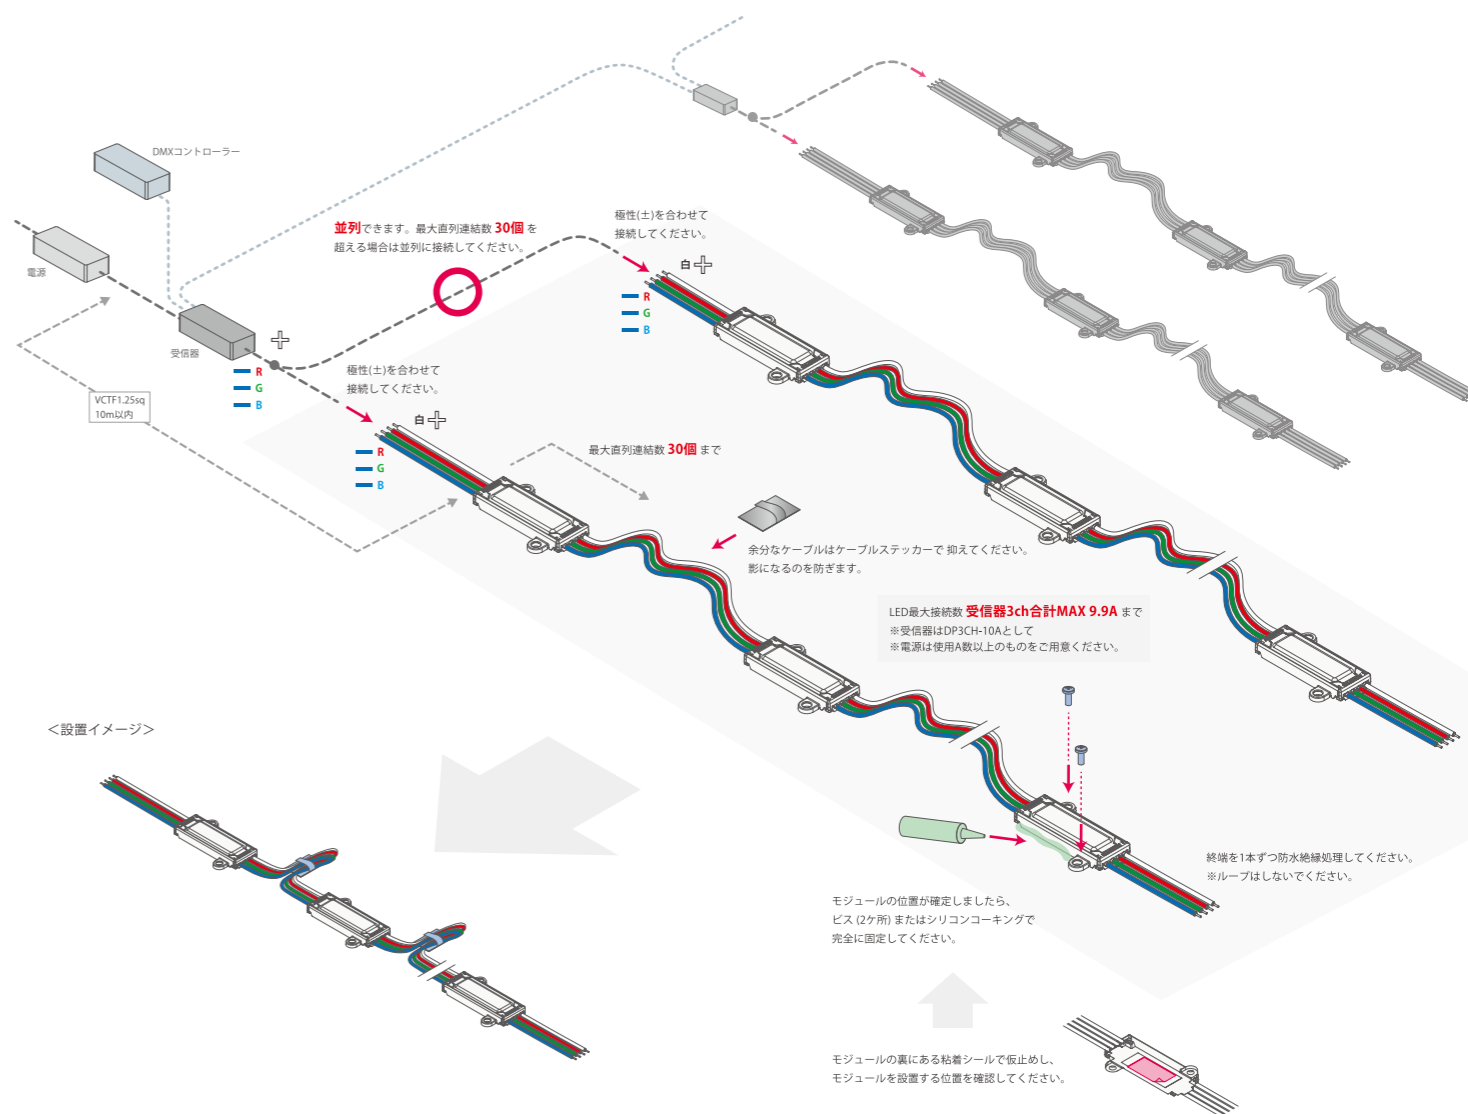 DMXコントローラー
電源
受信器
R
G
B
VCTF1.25sq
10m以内
並列できます。最大直列連結数 30個 を
超える場合は並列に接続してください。
極性(±)を合わせて
接続してください。
白
R
G
B
極性(±)を合わせて
接続してください。
白
R
G
B
最大直列連結数 30個 まで
余分なケーブルはケーブルステッカーで 抑えてください。
影になるのを防ぎます。
LED最大接続数 受信器3ch合計MAX 9.9A まで
※受信器はDP3CH-10Aとして
※電源は使用A数以上のものをご用意ください。
＜設置イメージ＞
終端を1本ずつ防水絶縁処理してください。
※ループはしないでください。
モジュールの位置が確定しましたら、
ビス (2ケ所) またはシリコンコーキングで
完全に固定してください。
モジュールの裏にある粘着シールで仮止めし、
モジュールを設置する位置を確認してください。